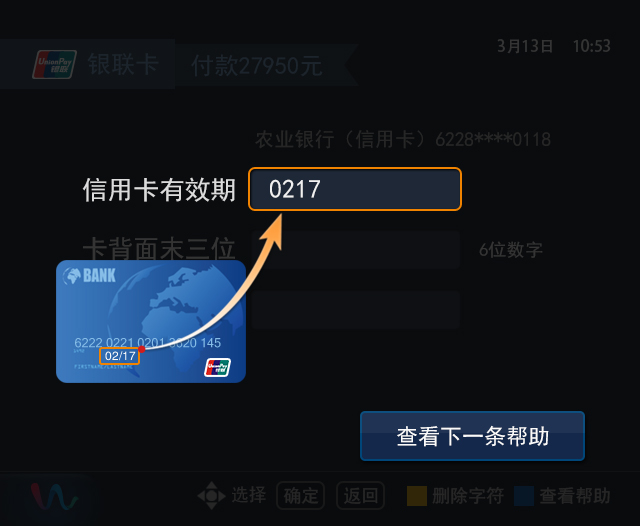 3月13日 10:53
UnionPay 银联 银联卡 付款27950元
农业银行（信用卡）6228****0118
信用卡有效期 0217
卡背面末三位 6位数字
BANK
6222 0221 0201 3520 145
02/17
FIRSTNAME/LASTNAME
UnionPay 银联
查看下一条帮助
选择 确定 返回 删除字符 查看帮助